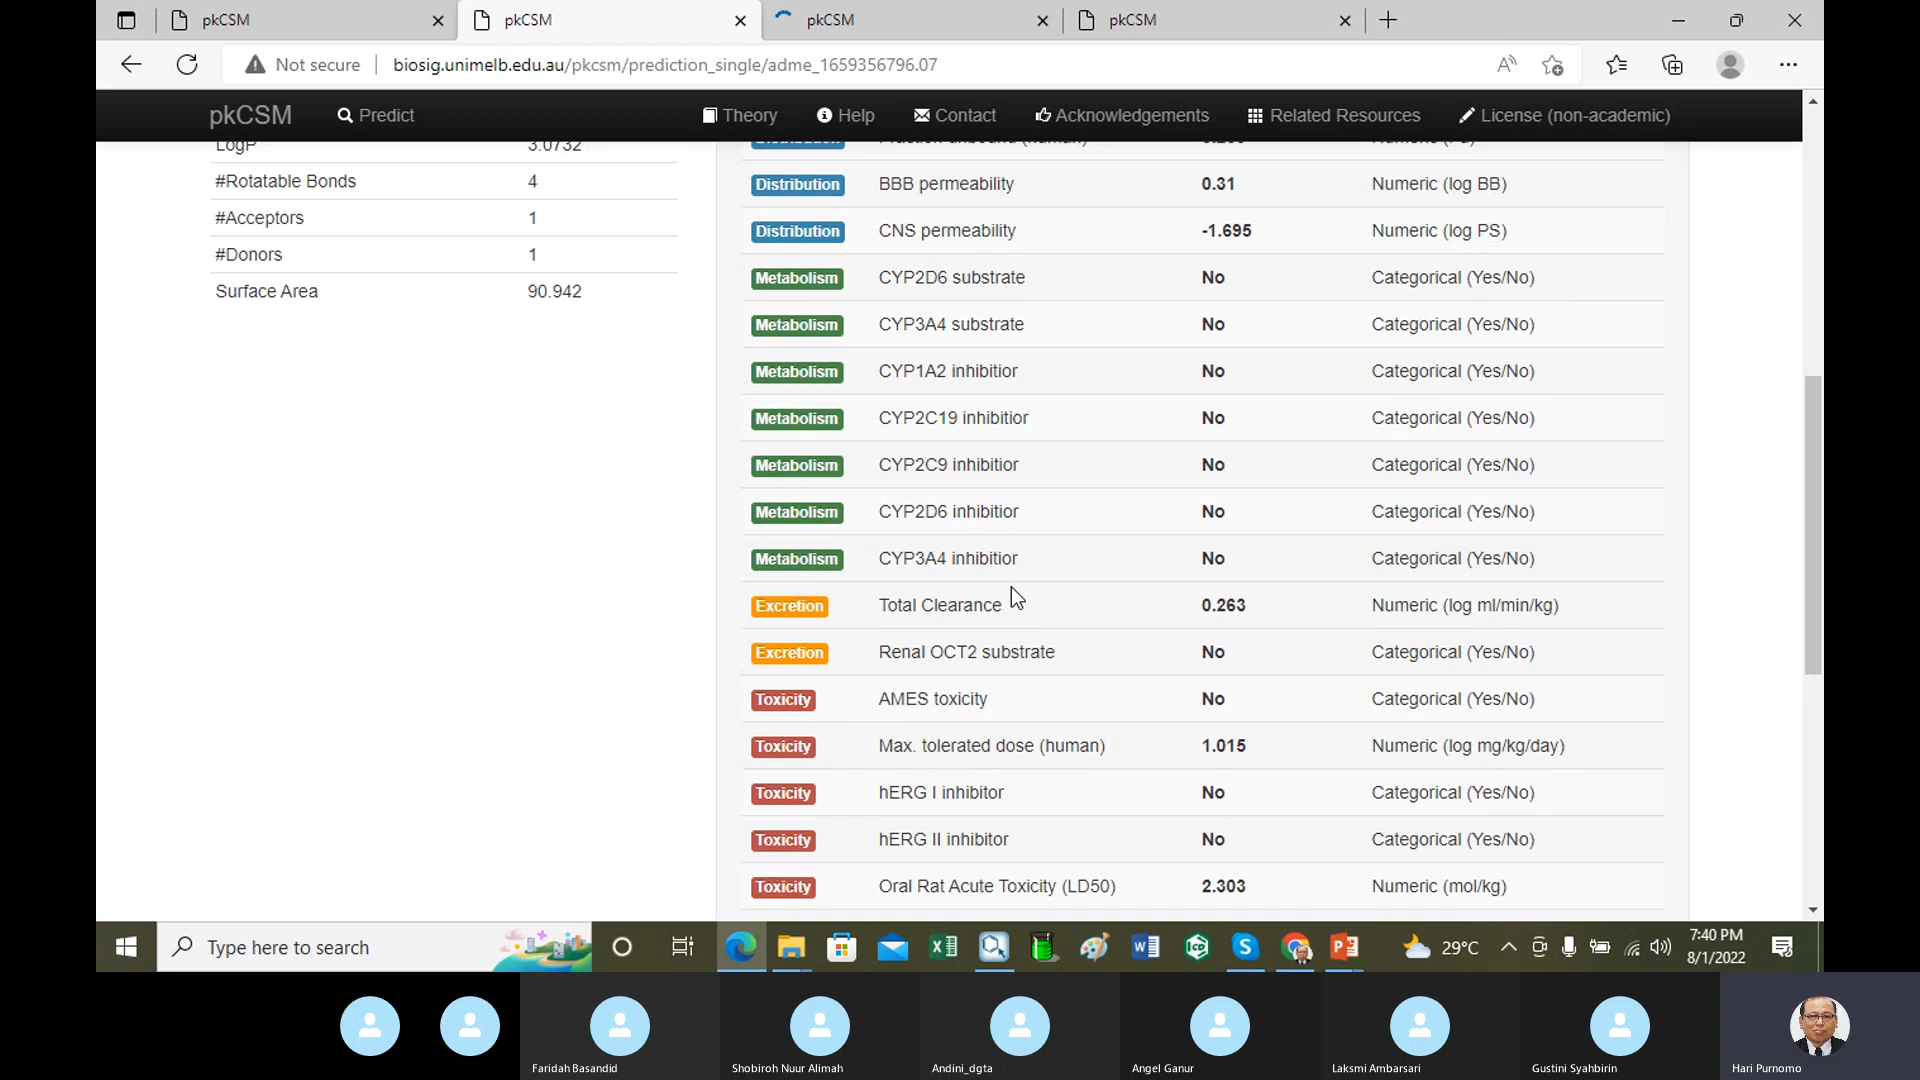 pkCSM
pkCSM
pkCSM
pkCSM
Not secure
biosig.unimelb.edu.au/pkcsm/prediction_single/adme_1659356796.07
pkCSM Predict Theory Help Contact Acknowledgements Related Resources License (non-academic)
LogP 3.0732
#Rotatable Bonds 4
#Acceptors 1
#Donors 1
Surface Area 90.942
Distribution BBB permeability 0.31 Numeric (log BB)
Distribution CNS permeability -1.695 Numeric (log PS)
Metabolism CYP2D6 substrate No Categorical (Yes/No)
Metabolism CYP3A4 substrate No Categorical (Yes/No)
Metabolism CYP1A2 inhibitior No Categorical (Yes/No)
Metabolism CYP2C19 inhibitior No Categorical (Yes/No)
Metabolism CYP2C9 inhibitior No Categorical (Yes/No)
Metabolism CYP2D6 inhibitior No Categorical (Yes/No)
Metabolism CYP3A4 inhibitior No Categorical (Yes/No)
Excretion Total Clearance 0.263 Numeric (log ml/min/kg)
Excretion Renal OCT2 substrate No Categorical (Yes/No)
Toxicity AMES toxicity No Categorical (Yes/No)
Toxicity Max. tolerated dose (human) 1.015 Numeric (log mg/kg/day)
Toxicity hERG I inhibitor No Categorical (Yes/No)
Toxicity hERG II inhibitor No Categorical (Yes/No)
Toxicity Oral Rat Acute Toxicity (LD50) 2.303 Numeric (mol/kg)
Type here to search
29°C
7:40 PM
8/1/2022
Faridah Basandid
Shobiroh Nuur Alimah
Andini_dgta
Angel Ganur
Laksmi Ambarsari
Gustini Syahbirin
Hari Purnomo